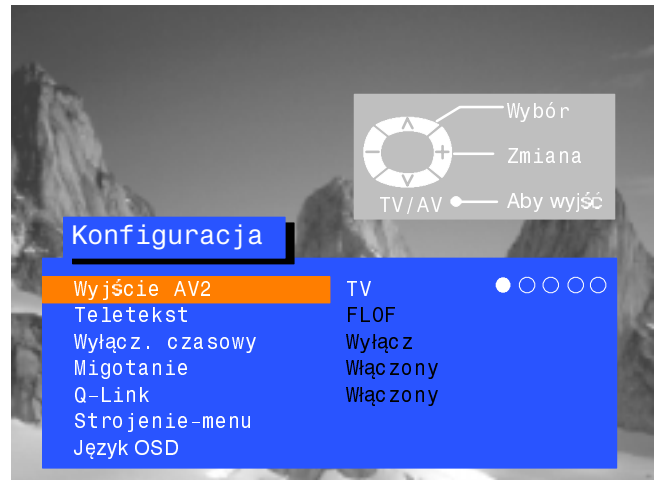 Wybór
Zmiana
TV/AV Aby wyjść
Konfiguracja
Wyjście AV2 TV
Teletekst FLOF
Wyłącz. czasowy Wyłącz
Migotanie Włączony
Q-Link Włączony
Strojenie-menu
Język OSD